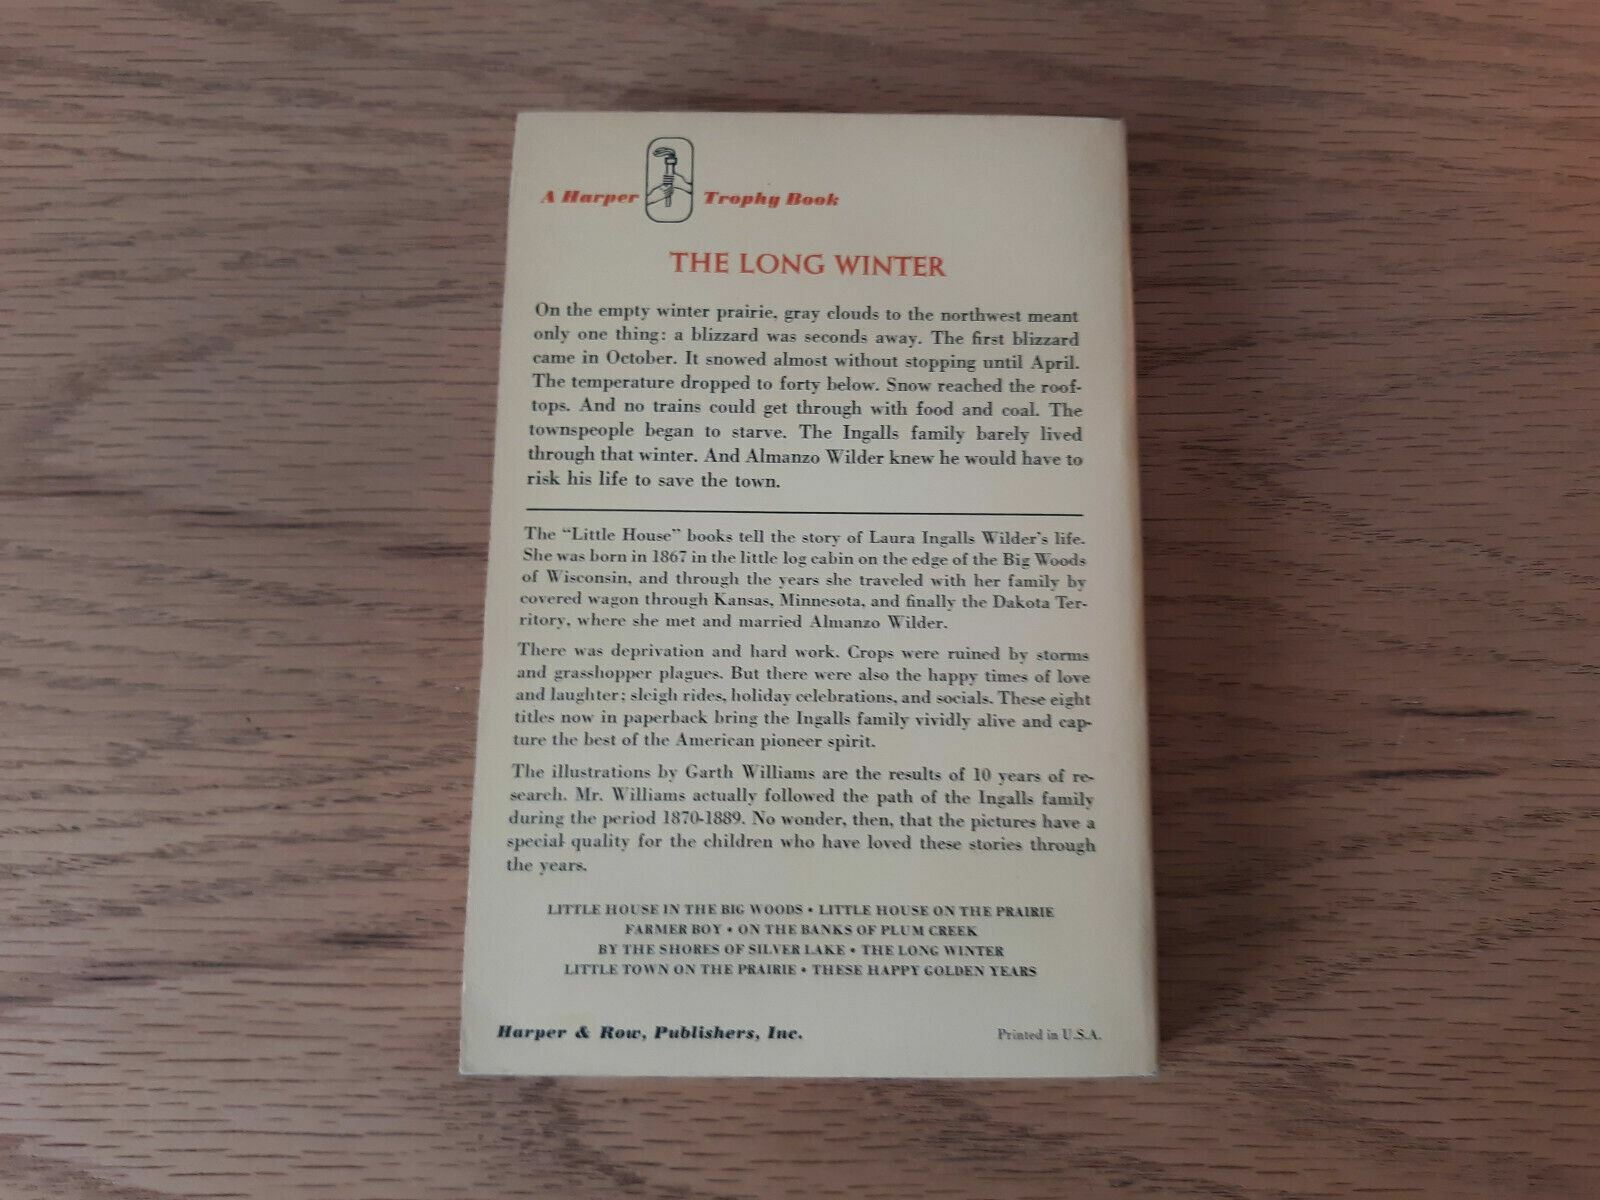 A Harper Trophy Book
THE LONG WINTER
On the empty winter prairie, gray clouds to the northwest meant
only one thing: a blizzard was seconds away. The first blizzard
came in October. It snowed almost without stopping until April.
The temperature dropped to forty below. Snow reached the roof-
tops. And no trains could get through with food and coal. The
townspeople began to starve. The Ingalls family barely lived
through that winter. And Almanzo Wilder knew he would have to
risk his life to save the town.
The "Little House" books tell the story of Laura Ingalls Wilder's life.
She was born in 1867 in the little log cabin on the edge of the Big Woods
of Wisconsin, and through the years she traveled with her family by
covered wagon through Kansas, Minnesota, and finally the Dakota Ter-
ritory, where she met and married Almanzo Wilder.
There was deprivation and hard work. Crops were ruined by storms
and grasshopper plagues. But there were also the happy times of love
and laughter; sleigh rides, holiday celebrations, and socials. These eight
titles now in paperback bring the Ingalls family vividly alive and cap-
ture the best of the American pioneer spirit.
The illustrations by Garth Williams are the results of 10 years of re-
search. Mr. Williams actually followed the path of the Ingalls family
during the period 1870-1889. No wonder, then, that the pictures have a
special quality for the children who have loved these stories through
the years.
LITTLE HOUSE IN THE BIG WOODS • LITTLE HOUSE ON THE PRAIRIE
FARMER BOY • ON THE BANKS OF PLUM CREEK
BY THE SHORES OF SILVER LAKE • THE LONG WINTER
LITTLE TOWN ON THE PRAIRIE • THESE HAPPY GOLDEN YEARS
Harper & Row, Publishers, Inc.
Printed in U.S.A.